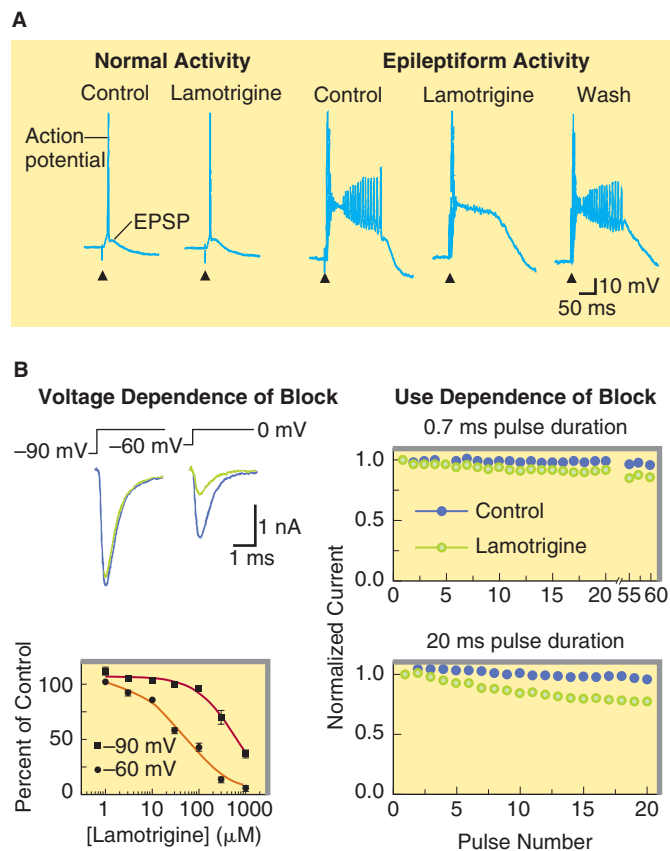 A
Normal Activity
Epileptiform Activity
Control
Lamotrigine
Control
Lamotrigine
Wash
Action
potential
EPSP
10 mV
50 ms
B
Voltage Dependence of Block
Use Dependence of Block
–90 mV
–60 mV
0 mV
1 nA
1 ms
0.7 ms pulse duration
1.0
0.5
0.0
Control
Lamotrigine
0 5 10 15 20 55 60
20 ms pulse duration
1.0
0.5
0.0
0 5 10 15 20
Normalized Current
Pulse Number
Percent of Control
100
50
0
–90 mV
–60 mV
1 10 100 1000
[Lamotrigine] (μM)